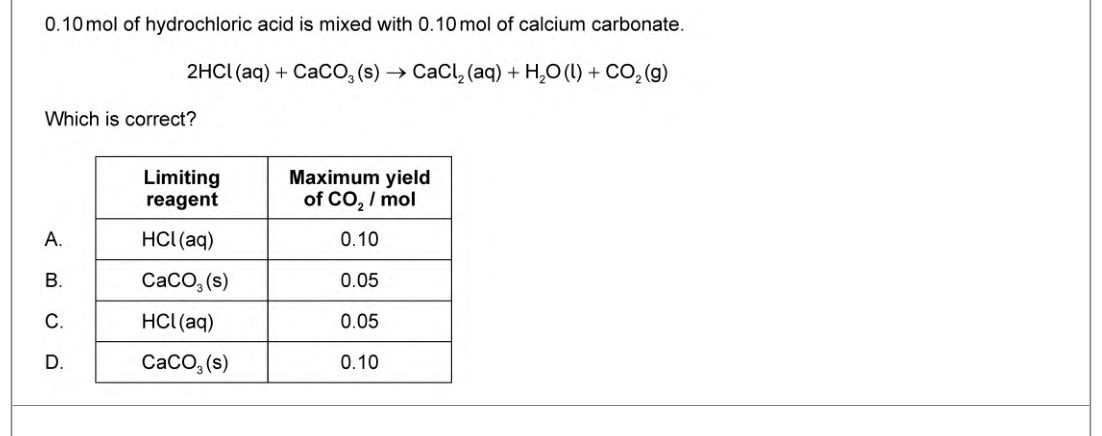 0.10 mol of hydrochloric acid is mixed with 0.10 mol of calcium carbonate.
2HCl (aq) + CaCO₃ (s) → CaCl₂ (aq) + H₂O (l) + CO₂ (g)
Which is correct?
Limiting reagent Maximum yield of CO₂ / mol
A. HCl (aq) 0.10
B. CaCO₃ (s) 0.05
C. HCl (aq) 0.05
D. CaCO₃ (s) 0.10